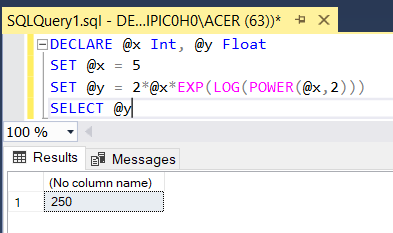 SQLQuery1.sql - DE...IPIC0H0\ACER (63))*
DECLARE @x Int, @y Float
SET @x = 5
SET @y = 2*@x*EXP(LOG(POWER(@x,2)))
SELECT @y
100 %
Results Messages
(No column name)
1 250